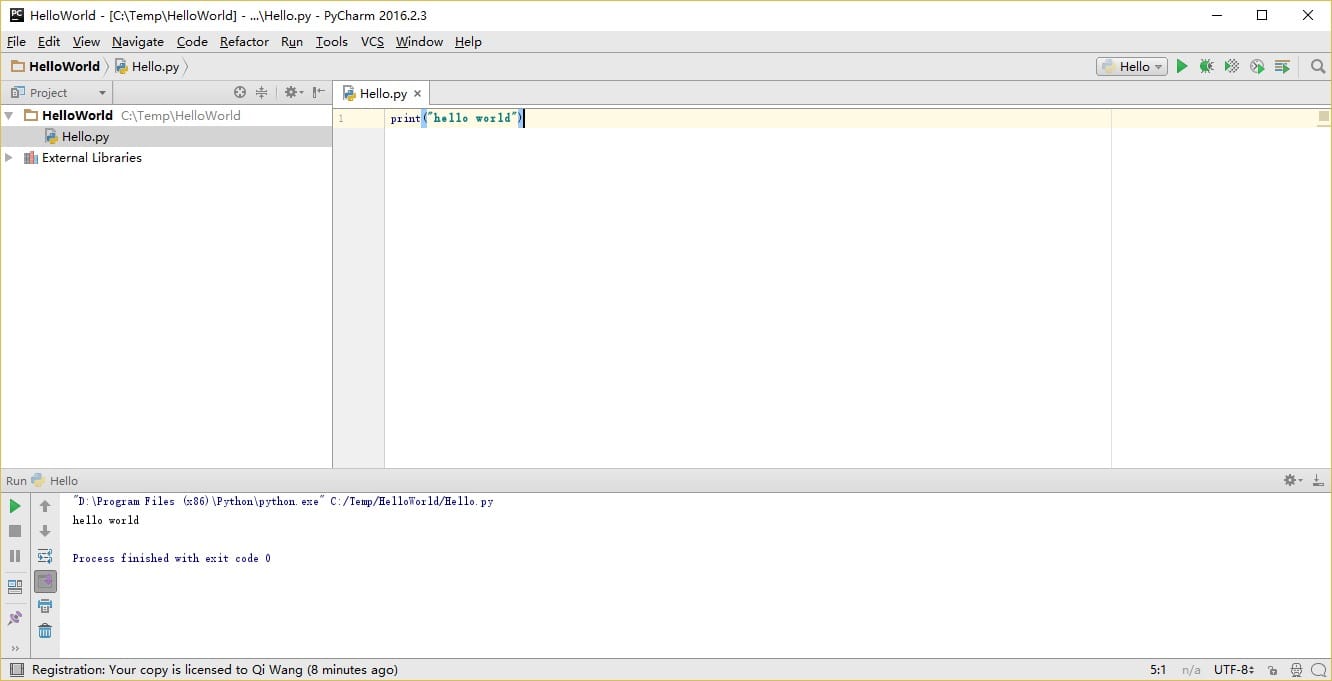 HelloWorld - [C:\Temp\HelloWorld] - ...\Hello.py - PyCharm 2016.2.3
File Edit View Navigate Code Refactor Run Tools VCS Window Help
HelloWorld Hello.py Hello
Project Hello.py
HelloWorld C:\Temp\HelloWorld
1 print("hello world")
Hello.py
External Libraries
Run Hello
"D:\Program Files (x86)\Python\python.exe" C:/Temp/HelloWorld/Hello.py
hello world
Process finished with exit code 0
Registration: Your copy is licensed to Qi Wang (8 minutes ago) 5:1 n/a UTF-8